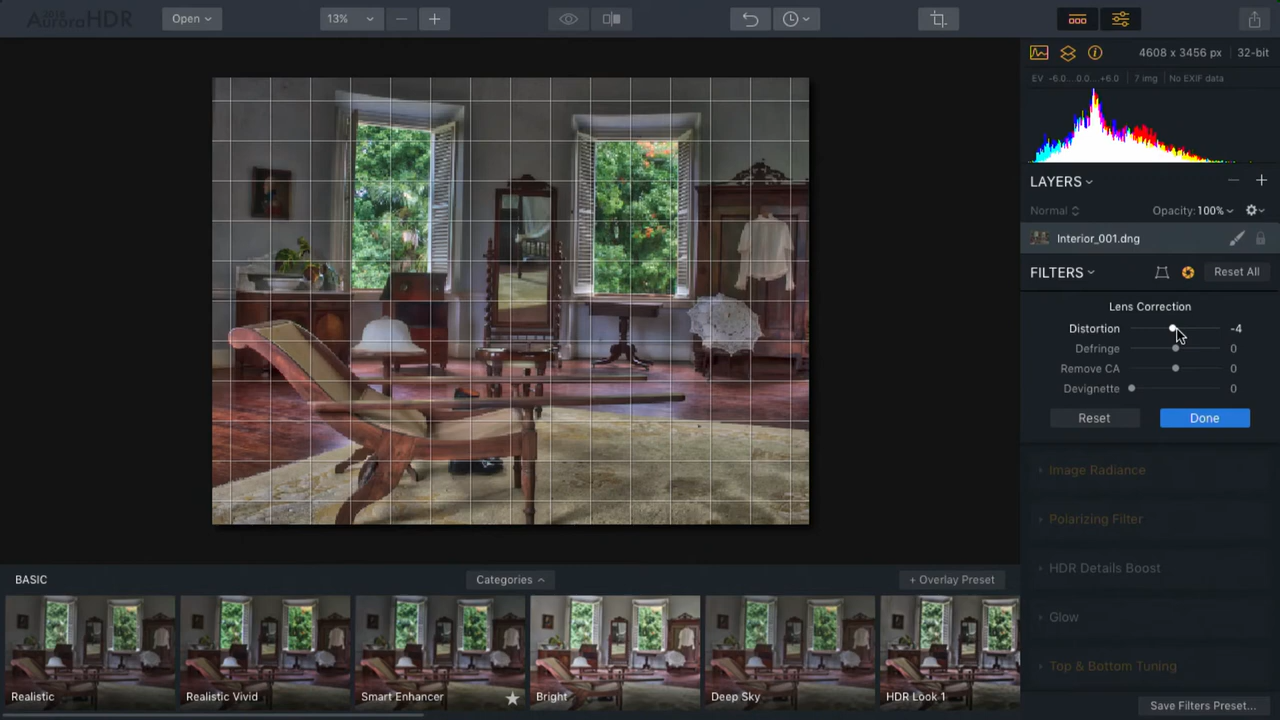 2018
AuroraHDR
Open
13%
4608 x 3456 px
32-bit
EV -6.0...0.0...+6.0
7 img
No EXIF data
LAYERS
Normal
Opacity: 100%
Interior_001.dng
FILTERS
Reset All
Lens Correction
Distortion -4
Defringe 0
Remove CA 0
Devignette 0
Reset
Done
Image Radiance
Polarizing Filter
HDR Details Boost
Glow
Top & Bottom Tuning
Save Filters Preset...
BASIC
Categories
+ Overlay Preset
Realistic
Realistic Vivid
Smart Enhancer
Bright
Deep Sky
HDR Look 1